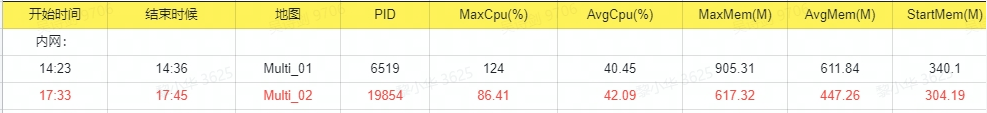 开始时间 结束时候 地图 PID MaxCpu(%) AvgCpu(%) MaxMem(M) AvgMem(M) StartMem(M)
内网：
14:23 14:36 Multi_01 6519 124 40.45 905.31 611.84 340.1
17:33 17:45 Multi_02 19854 86.41 42.09 617.32 447.26 304.19